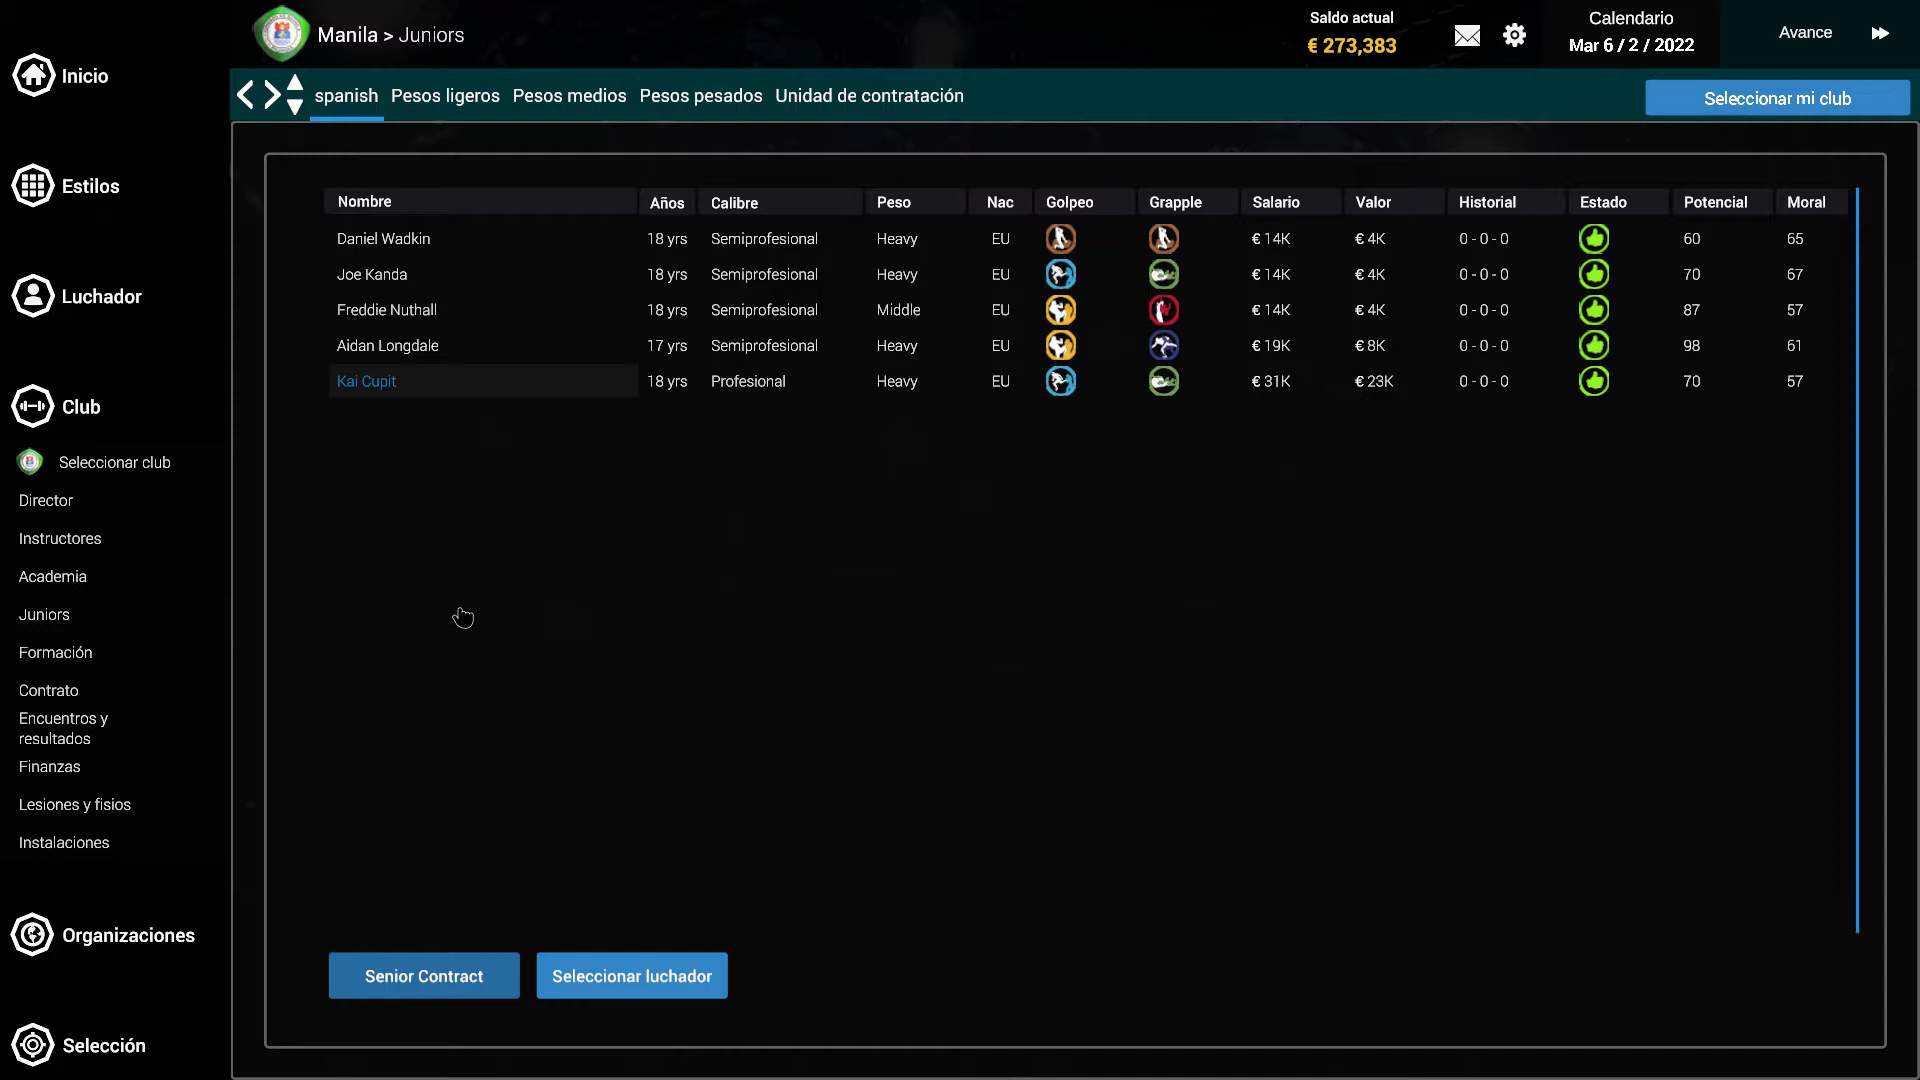 Manila > Juniors
Saldo actual
€ 273,383
Calendario
Mar 6 / 2 / 2022
Avance
spanish Pesos ligeros Pesos medios Pesos pesados Unidad de contratación
Seleccionar mi club
Inicio
Estilos
Luchador
Club
Seleccionar club
Director
Instructores
Academia
Juniors
Formación
Contrato
Encuentros y
resultados
Finanzas
Lesiones y fisios
Instalaciones
Organizaciones
Selección
Nombre Años Calibre Peso Nac Golpeo Grapple Salario Valor Historial Estado Potencial Moral
Daniel Wadkin 18 yrs Semiprofesional Heavy EU € 14K € 4K 0 - 0 - 0 60 65
Joe Kanda 18 yrs Semiprofesional Heavy EU € 14K € 4K 0 - 0 - 0 70 67
Freddie Nuthall 18 yrs Semiprofesional Middle EU € 14K € 4K 0 - 0 - 0 87 57
Aidan Longdale 17 yrs Semiprofesional Heavy EU € 19K € 8K 0 - 0 - 0 98 61
Kai Cupit 18 yrs Profesional Heavy EU € 31K € 23K 0 - 0 - 0 70 57
Senior Contract
Seleccionar luchador